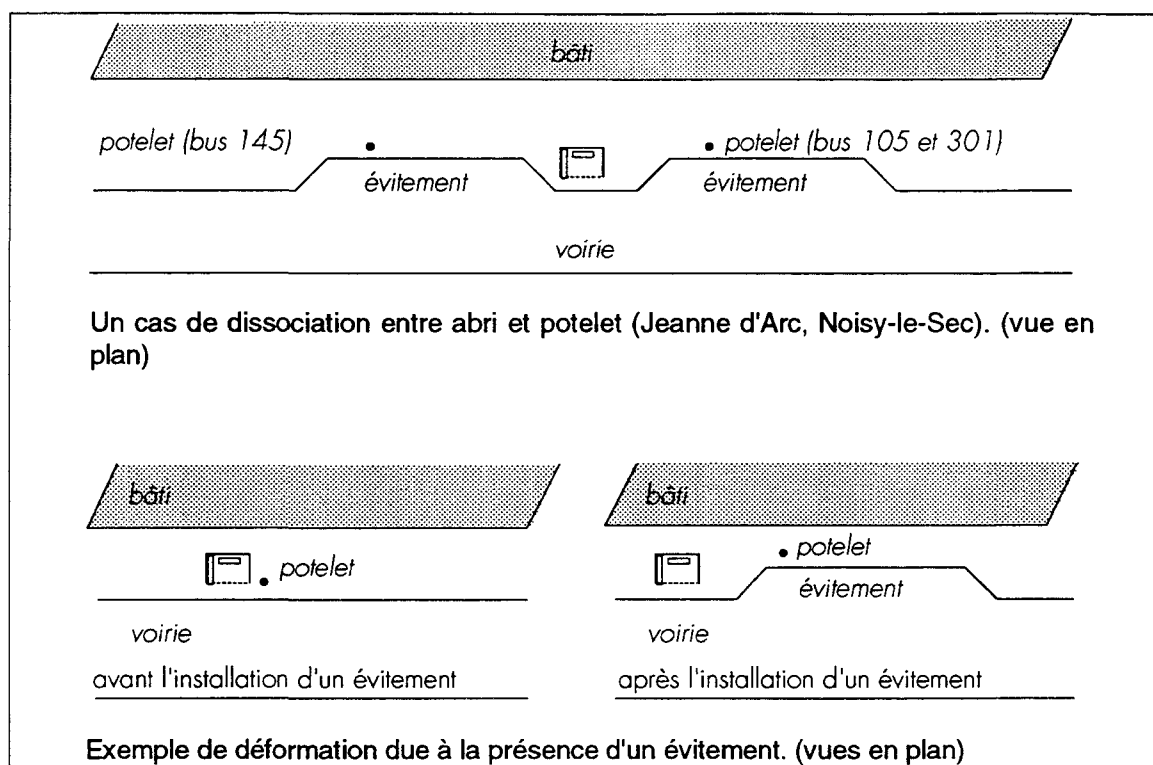 bâti
potelet (bus 145)
potelet (bus 105 et 301)
évitement
évitement
voirie
Un cas de dissociation entre abri et potelet (Jeanne d'Arc, Noisy-le-Sec). (vue en
plan)
bâti
potelet
voirie
avant l'installation d'un évitement
bâti
potelet
évitement
voirie
après l'installation d'un évitement
Exemple de déformation due à la présence d'un évitement. (vues en plan)